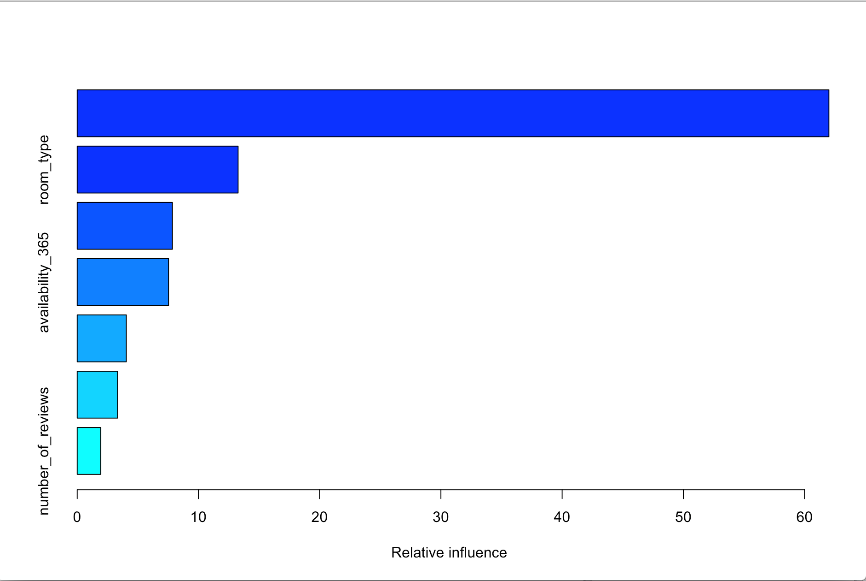 room_type
availability_365
number_of_reviews
0 10 20 30 40 50 60
Relative influence